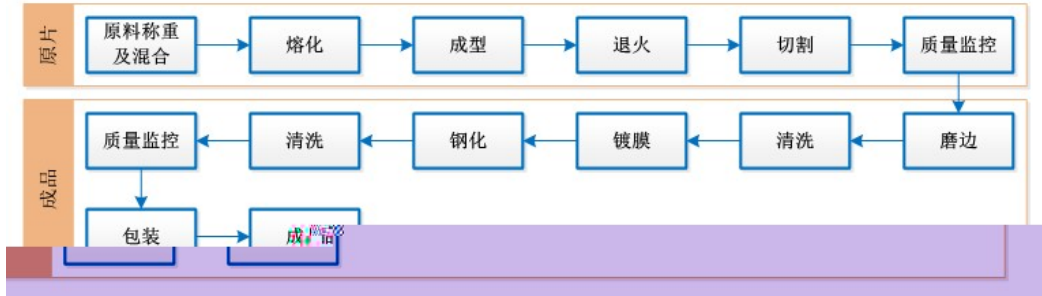 原片
原料称重
及混合
熔化
成型
退火
切割
质量监控
成品
质量监控
清洗
钢化
镀膜
清洗
磨边
包装